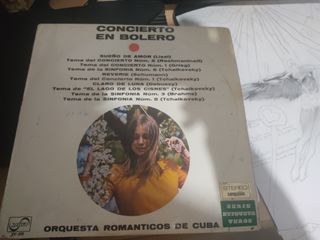 CONCIERTO
EN BOLERO
SUEÑO DE AMOR (Liszt)
Tema del CONCIERTO Núm. 2 (Rachmaninoff)
Tema del CONCIERTO Núm. 1 (Grieg)
Tema de la SINFONIA Núm. 6 (Tchaikovsky)
REVERIE (Schumann)
Tema del Concierto Núm. 1 (Tchaikovsky)
CLARO DE LUNA (Debussy)
Tema de "EL LAGO DE LOS CISNES" (Tchaikovsky)
Tema de la SINFONIA Núm. 3 (Brahms)
Tema de la SINFONIA Núm. 5 (Tchaikovsky)
STEREO
SERIE
ETIQUETA
VERDE
ORQUESTA ROMANTICOS DE CUBA